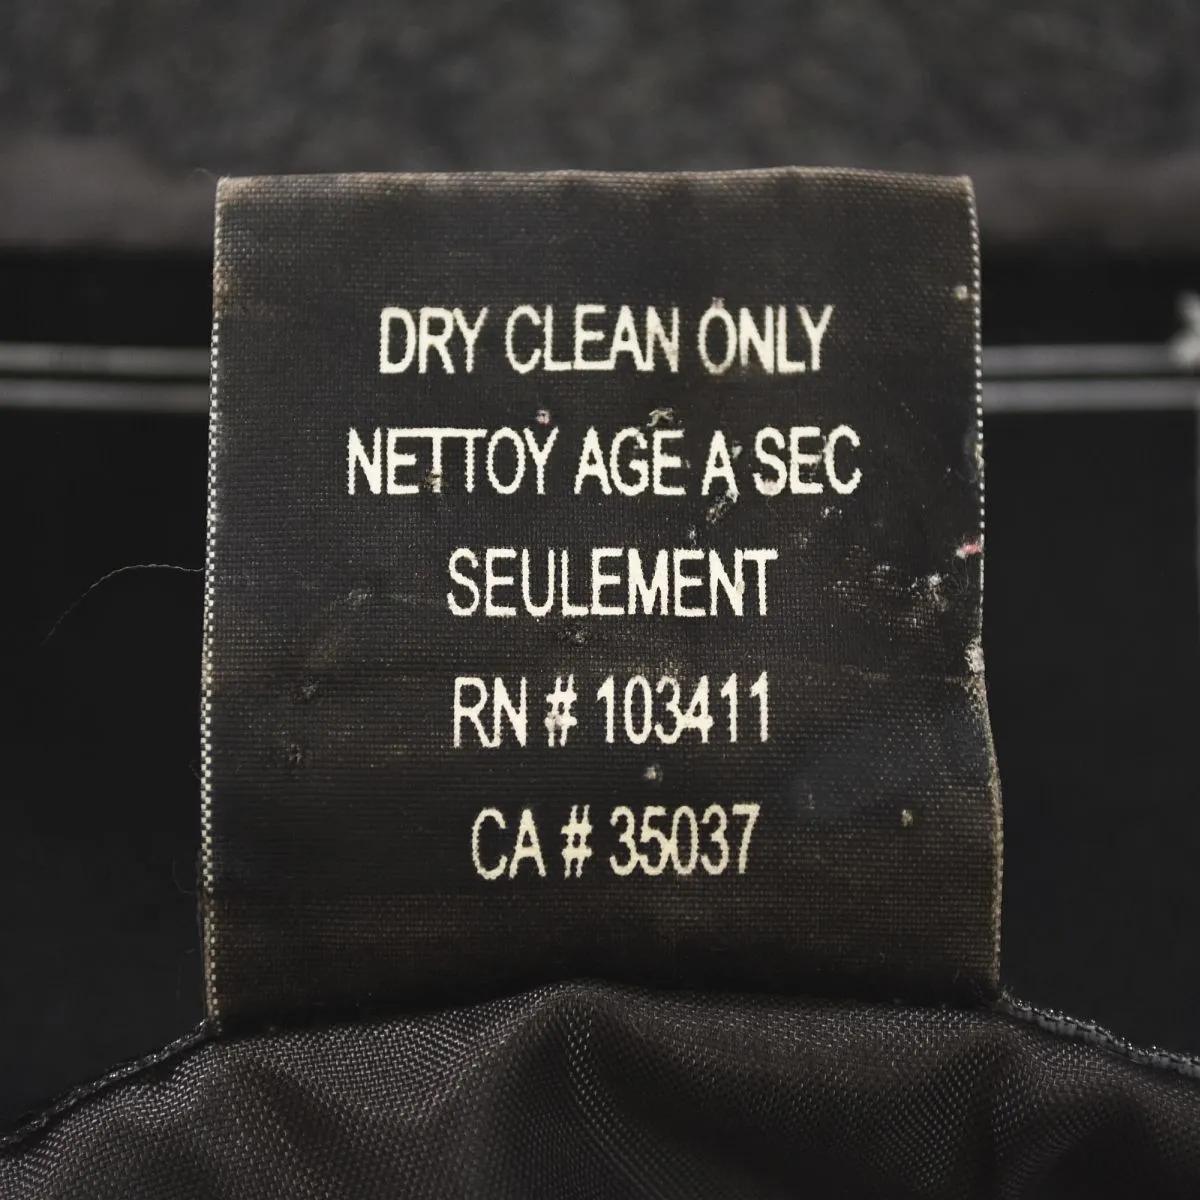 DRY CLEAN ONLY
NETTOY AGE A SEC
SEULEMENT
RN # 103411
CA # 35037